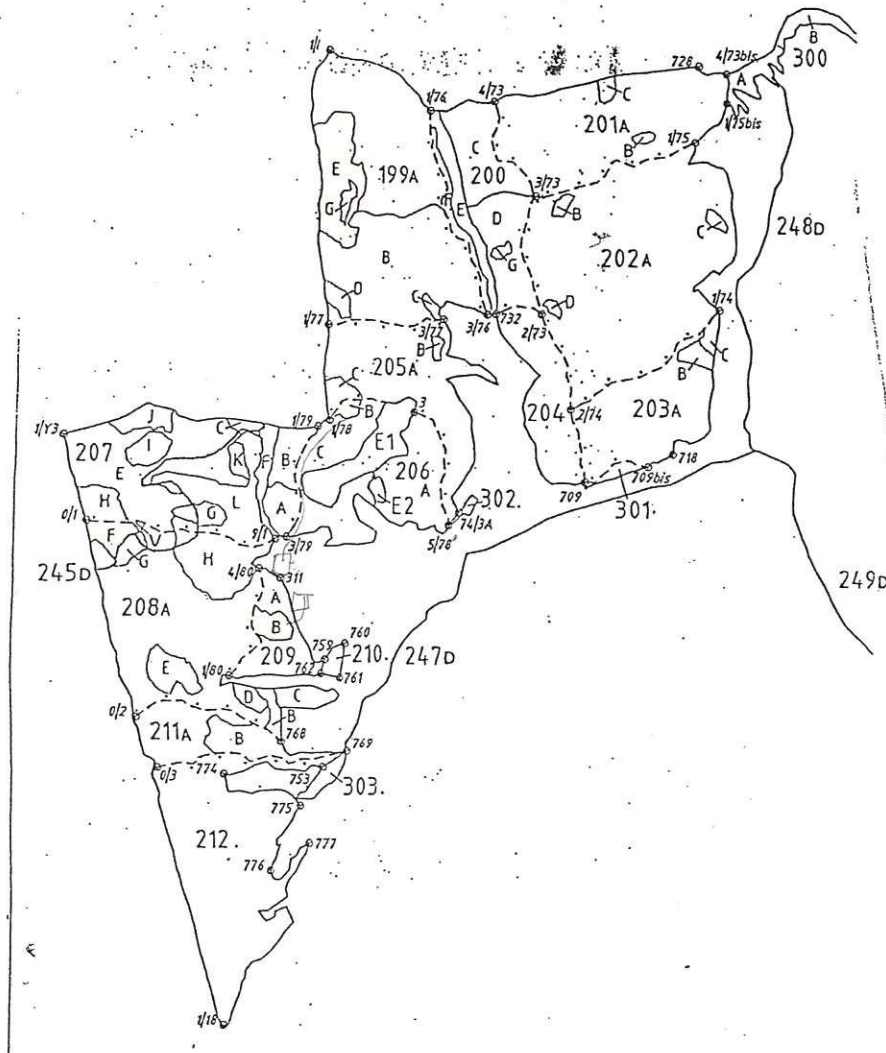 1/1
B
300
728
4/73bis
A
1/76
4/73
C
1/75bis
201A
C
200
B
1/75
E
199A
3/73
G
E
D
B
C
B
G
202A
248D
D
C
D
1/77
3/77
3/76
732
2/73
1/74
B
205A
C
B
C
3
204
2/74
203A
1/79
1/78
B
J
C
1/Y3
207
I
K
F
B
C
E1
206
718
E
709bis
709
301.
H
L
G
A
E2
A
302.
74/3A
0/1
F
V
9/1
3/79
5/78
G
H
4/80
311
245D
A
249D
208A
B
760
759
210.
247D
209
762
761
E
1/80
D
C
0/2
B
211A
B
768
769
0/3
774
753
303.
775
212.
777
776
1/18